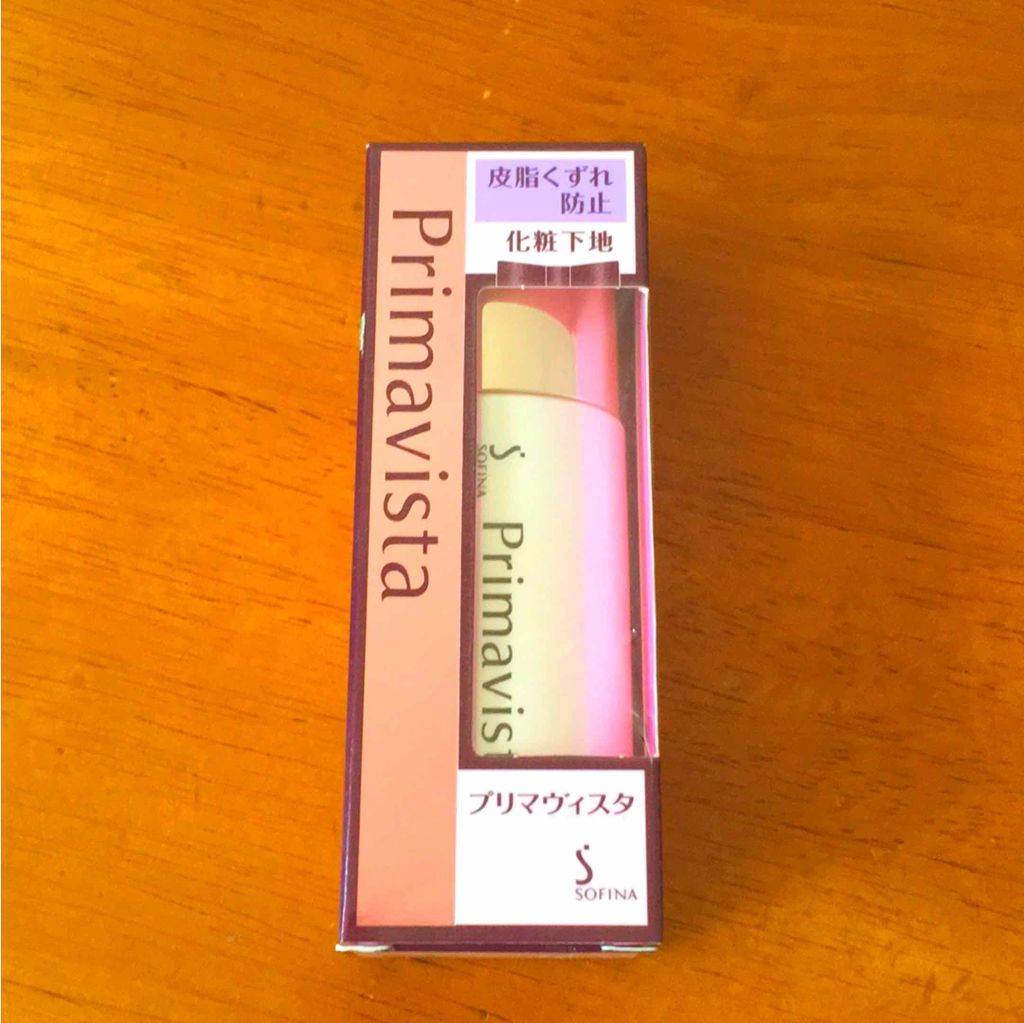 皮脂くずれ
防止
化粧下地
Primavista
SOFINA
Primavist
プリマヴィスタ
SOFINA